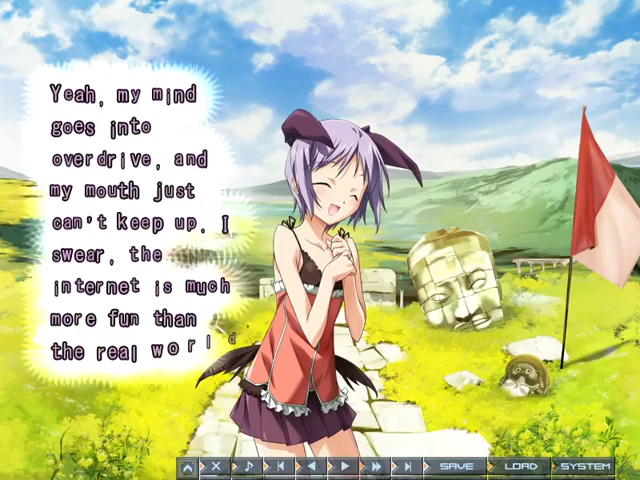 Yeah, my mind
goes into
overdrive, and
my mouth just
can't keep up. I
swear, the
internet is much
more fun than
the real world
SAVE
LOAD
SYSTEM